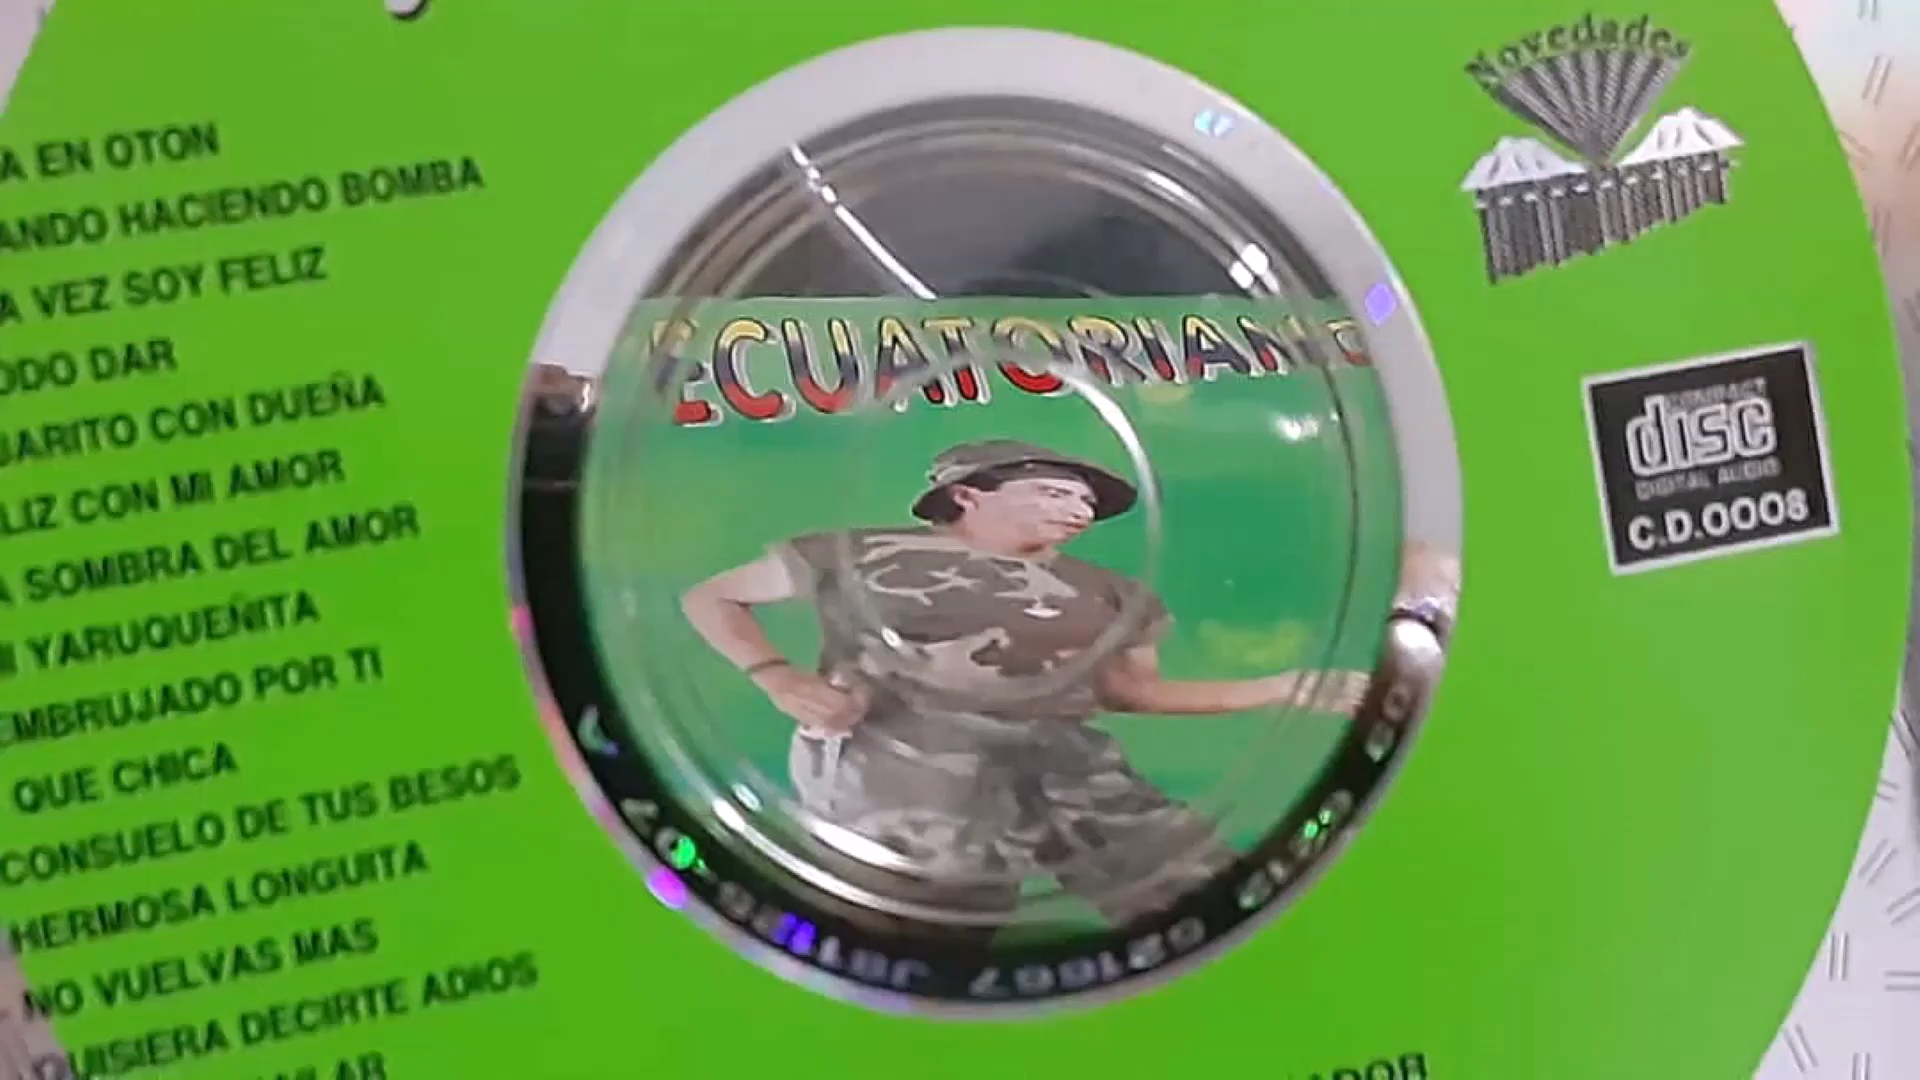 A EN OTON
ANDO HACIENDO BOMBA
A VEZ SOY FELIZ
ODO DAR
JARITO CON DUEÑA
LIZ CON MI AMOR
A SOMBRA DEL AMOR
I YARUQUEÑITA
EMBRUJADO POR TI
QUE CHICA
CONSUELO DE TUS BESOS
HERMOSA LONGUITA
- NO VUELVAS MAS
QUISIERA DECIRTE ADIOS
ECUATORIAN
Novedades
COMPACT
disc
DIGITAL AUDIO
C.D.0008
ADOR